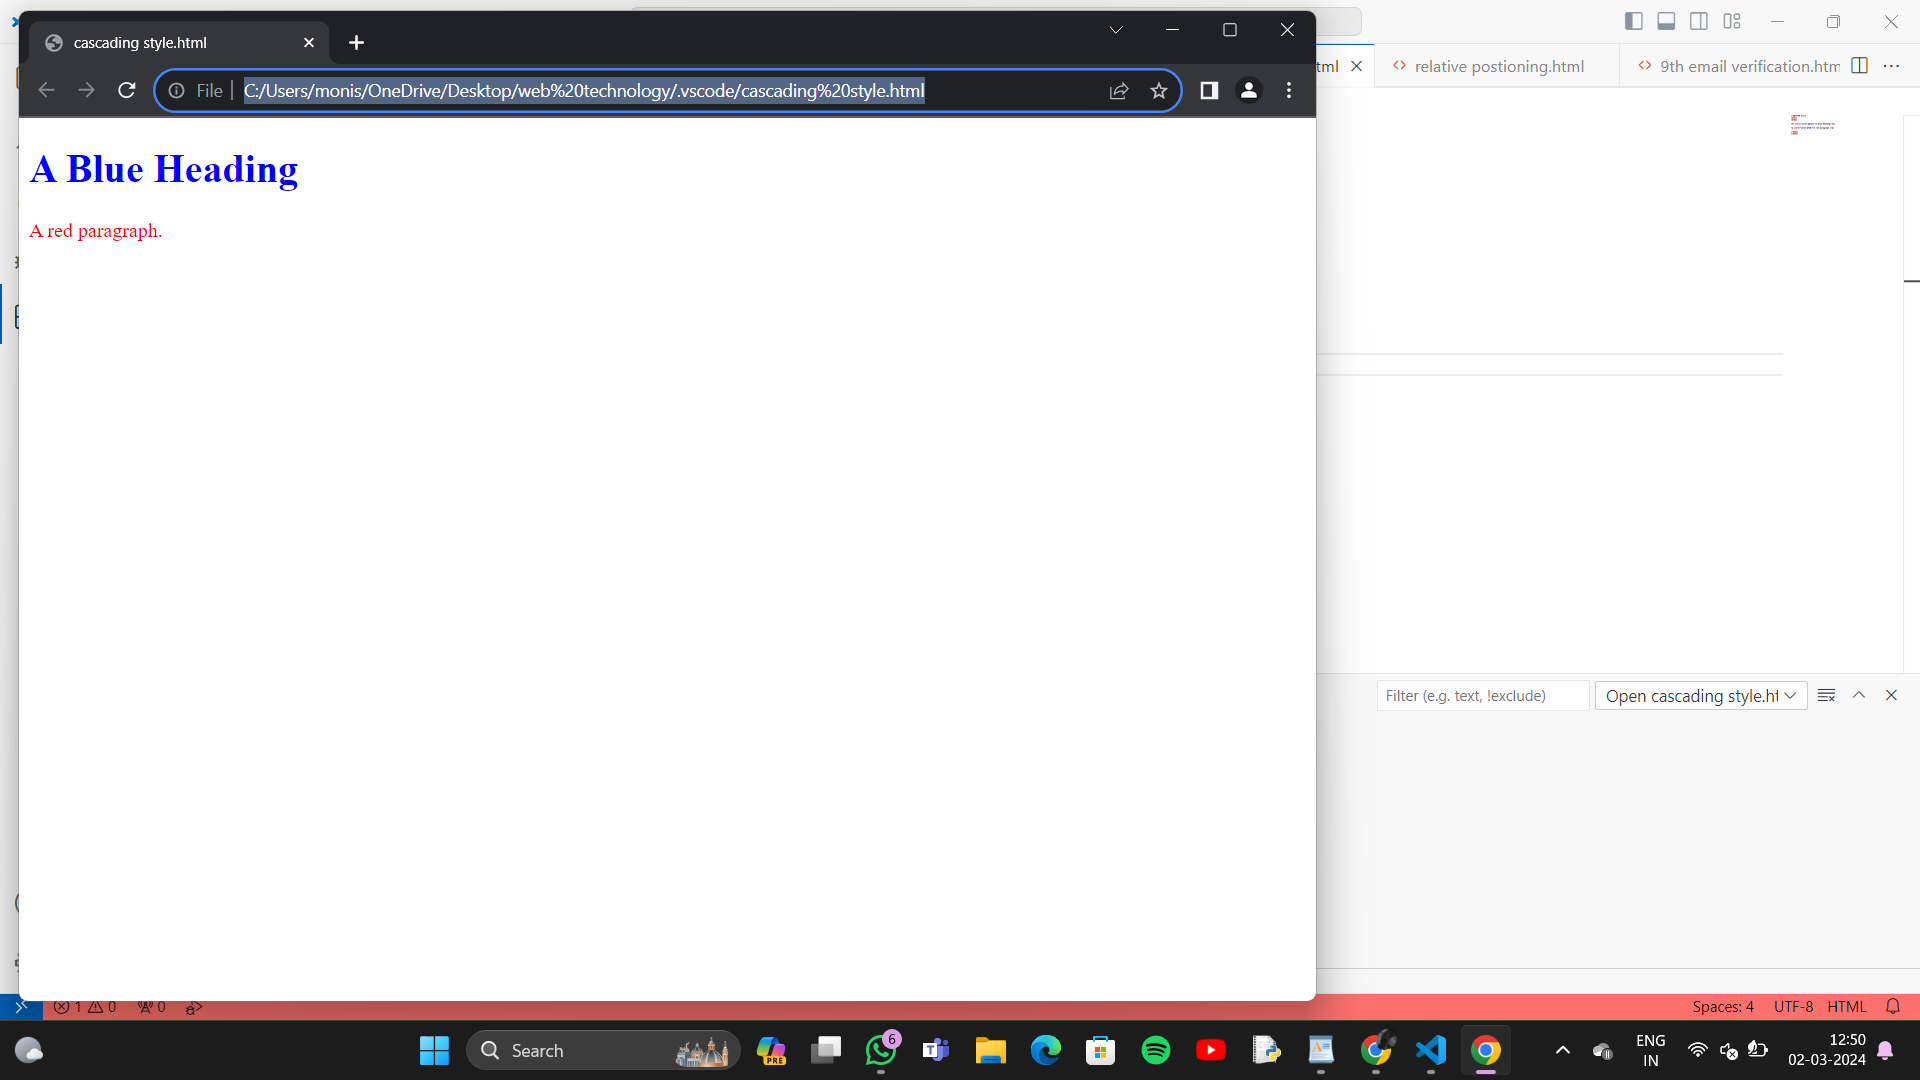 cascading style.html
File
C:/Users/monis/OneDrive/Desktop/web%20technology/.vscode/cascading%20style.html
tml
relative postioning.html
9th email verification.htm
A Blue Heading
A red paragraph.
Filter (e.g. text, !exclude)
Open cascading style.ht
1 0 0
Spaces: 4 UTF-8 HTML
Search
PRE
6
ENG
IN
12:50
02-03-2024